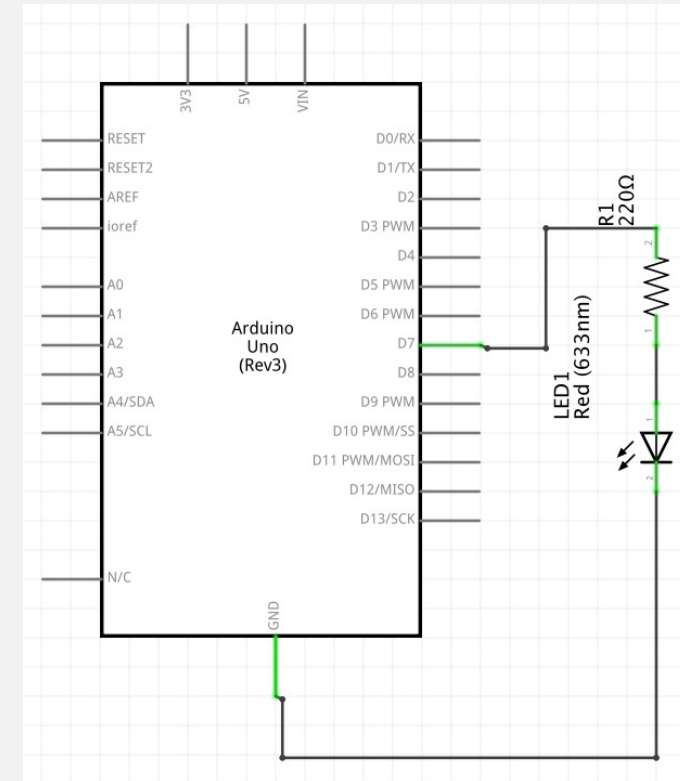 3V3
5V
VIN
RESET
RESET2
AREF
ioref
A0
A1
A2
A3
A4/SDA
A5/SCL
N/C
Arduino
Uno
(Rev3)
D0/RX
D1/TX
D2
D3 PWM
D4
D5 PWM
D6 PWM
D7
D8
D9 PWM
D10 PWM/SS
D11 PWM/MOSI
D12/MISO
D13/SCK
GND
R1
220Ω
2
1
LED1
Red (633nm)
1
2